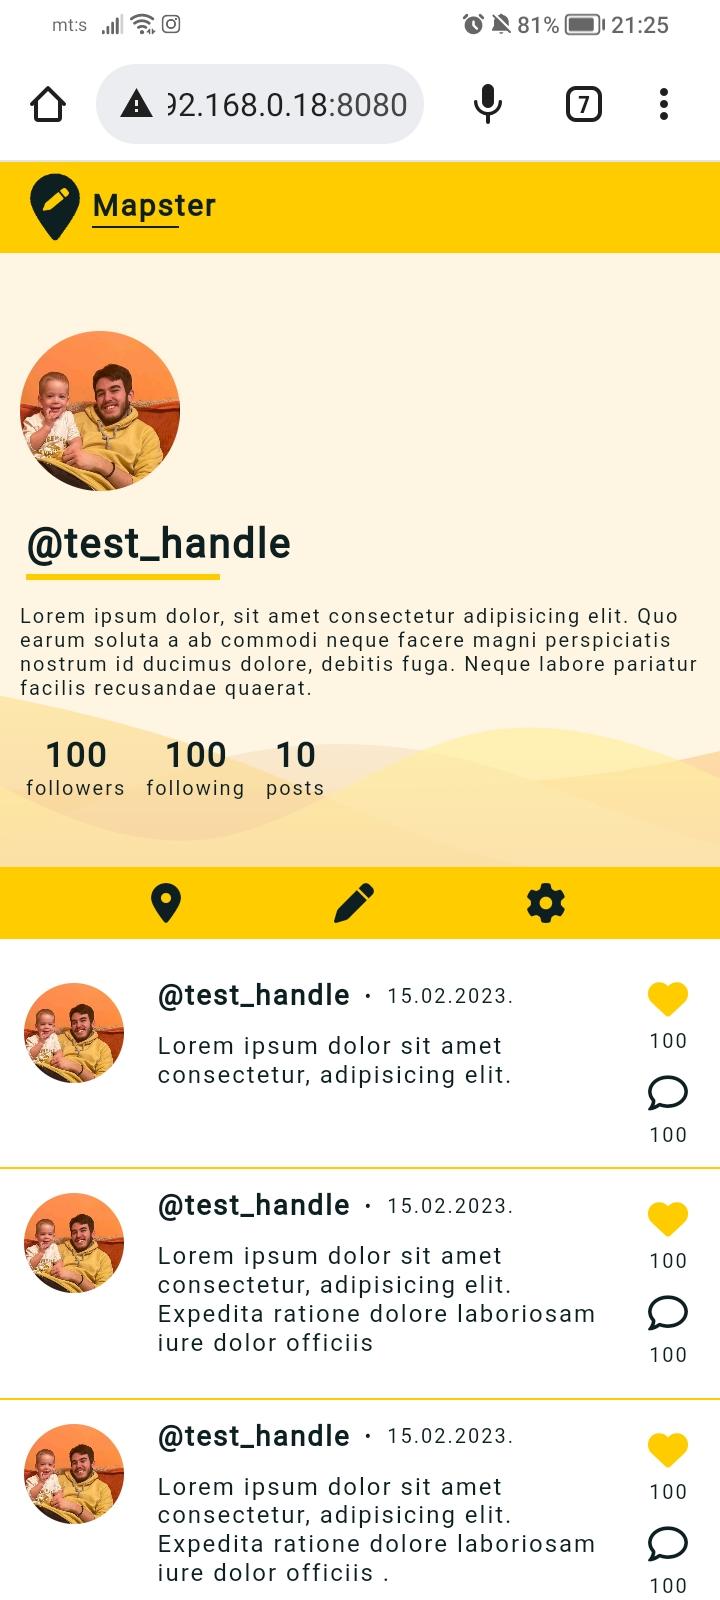 mt:s 81% 21:25
92.168.0.18:8080 7
Mapster
@test_handle
Lorem ipsum dolor, sit amet consectetur adipisicing elit. Quo
earum soluta a ab commodi neque facere magni perspiciatis
nostrum id ducimus dolore, debitis fuga. Neque labore pariatur
facilis recusandae quaerat.
100 100 10
followers following posts
@test_handle • 15.02.2023.
Lorem ipsum dolor sit amet
consectetur, adipisicing elit.
100
100
@test_handle • 15.02.2023.
Lorem ipsum dolor sit amet
consectetur, adipisicing elit.
Expedita ratione dolore laboriosam
iure dolor officiis
100
100
@test_handle • 15.02.2023.
Lorem ipsum dolor sit amet
consectetur, adipisicing elit.
Expedita ratione dolore laboriosam
iure dolor officiis .
100
100